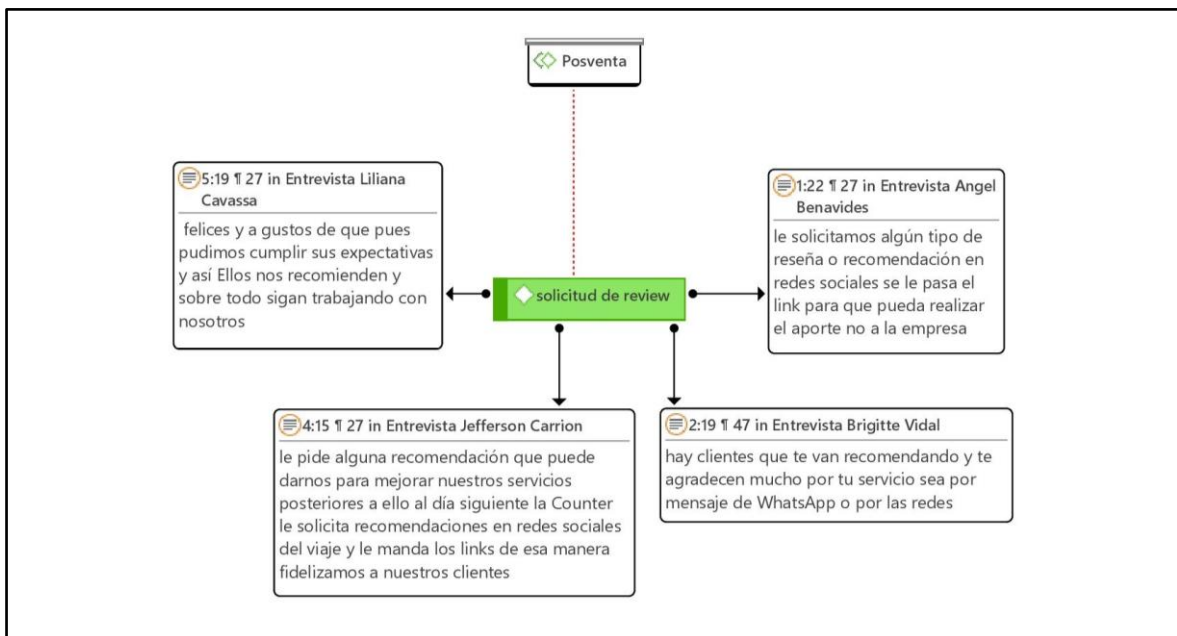 Posventa
5:19 ¶ 27 in Entrevista Liliana
Cavassa
felices y a gustos de que pues
pudimos cumplir sus expectativas
y así Ellos nos recomienden y
sobre todo sigan trabajando con
nosotros
1:22 ¶ 27 in Entrevista Angel
Benavides
le solicitamos algún tipo de
reseña o recomendación en
redes sociales se le pasa el
link para que pueda realizar
el aporte no a la empresa
solicitud de review
4:15 ¶ 27 in Entrevista Jefferson Carrion
le pide alguna recomendación que puede
darnos para mejorar nuestros servicios
posteriores a ello al día siguiente la Counter
le solicita recomendaciones en redes sociales
del viaje y le manda los links de esa manera
fidelizamos a nuestros clientes
2:19 ¶ 47 in Entrevista Brigitte Vidal
hay clientes que te van recomendando y te
agradecen mucho por tu servicio sea por
mensaje de WhatsApp o por las redes